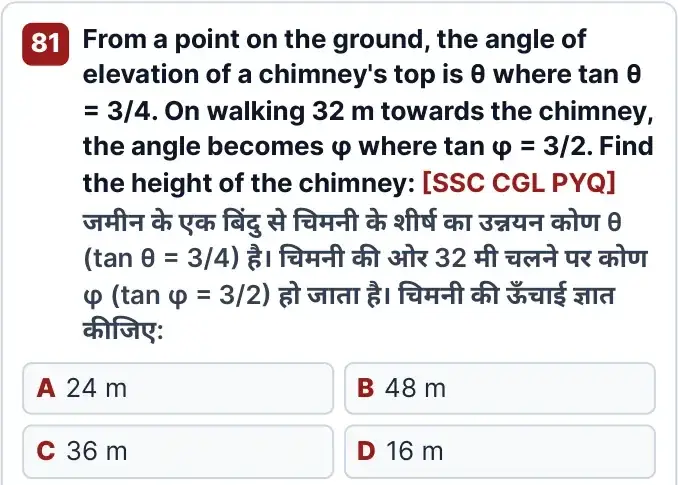 81 From a point on the ground, the angle of
elevation of a chimney's top is θ where tan θ
= 3/4. On walking 32 m towards the chimney,
the angle becomes φ where tan φ = 3/2. Find
the height of the chimney: [SSC CGL PYQ]
जमीन के एक बिंदु से चिमनी के शीर्ष का उन्नयन कोण θ
(tan θ = 3/4) है। चिमनी की ओर 32 मी चलने पर कोण
φ (tan φ = 3/2) हो जाता है। चिमनी की ऊँचाई ज्ञात
कीजिए:
A 24 m
B 48 m
C 36 m
D 16 m